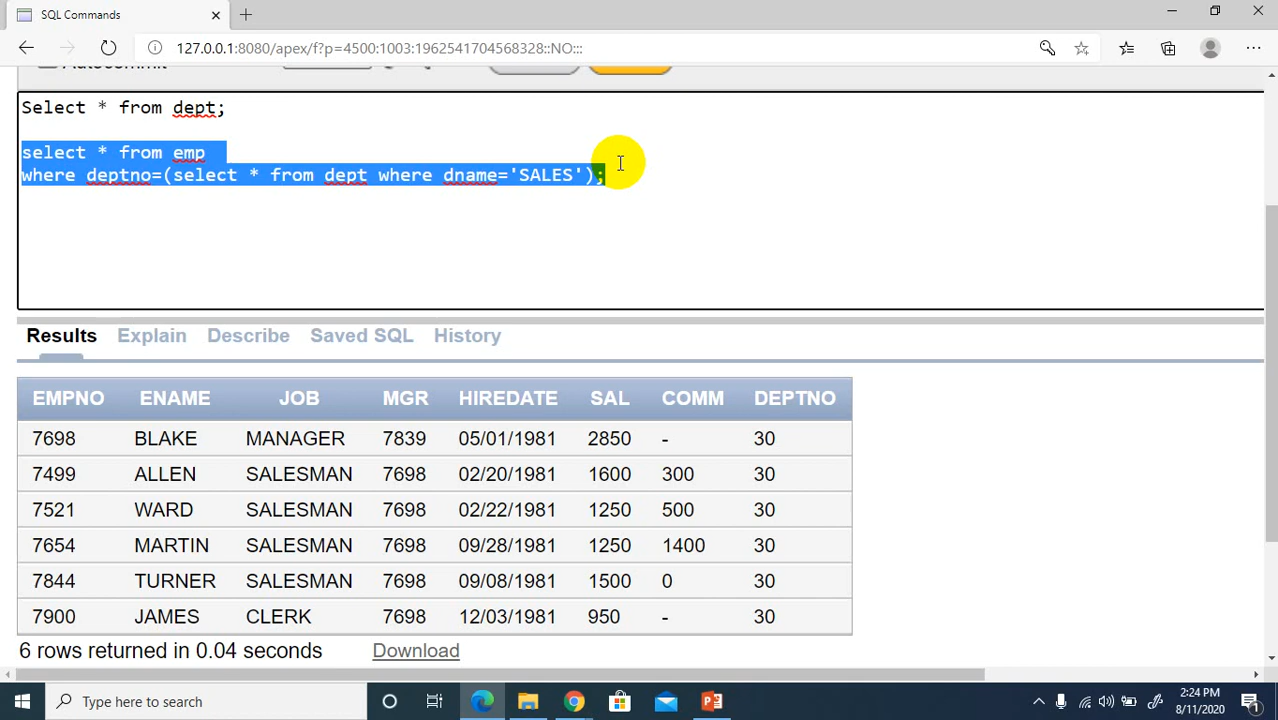 SQL Commands
127.0.0.1:8080/apex/f?p=4500:1003:1962541704568328::NO:::
Autocommit
Select * from dept;
select * from emp
where deptno=(select * from dept where dname='SALES');
Results Explain Describe Saved SQL History
EMPNO ENAME JOB MGR HIREDATE SAL COMM DEPTNO
7698 BLAKE MANAGER 7839 05/01/1981 2850 - 30
7499 ALLEN SALESMAN 7698 02/20/1981 1600 300 30
7521 WARD SALESMAN 7698 02/22/1981 1250 500 30
7654 MARTIN SALESMAN 7698 09/28/1981 1250 1400 30
7844 TURNER SALESMAN 7698 09/08/1981 1500 0 30
7900 JAMES CLERK 7698 12/03/1981 950 - 30
6 rows returned in 0.04 seconds Download
Type here to search
2:24 PM
8/11/2020
1